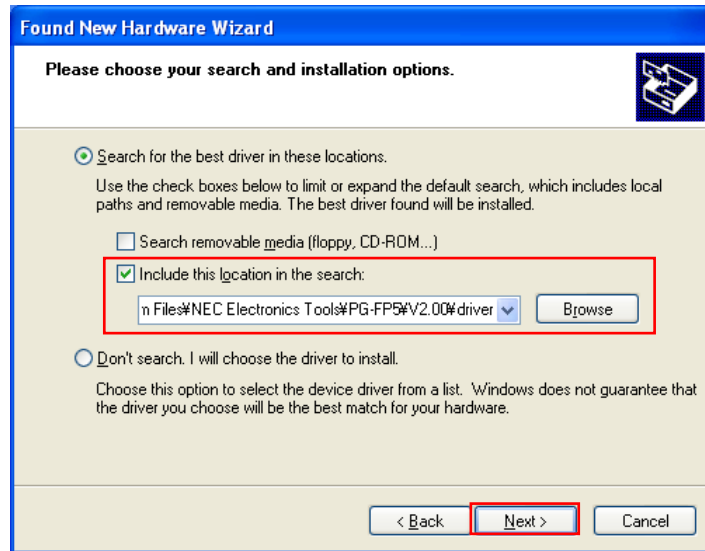 Found New Hardware Wizard
Please choose your search and installation options.
Search for the best driver in these locations.
Use the check boxes below to limit or expand the default search, which includes local
paths and removable media. The best driver found will be installed.
Search removable media (floppy, CD-ROM...)
Include this location in the search:
n Files¥NEC Electronics Tools¥PG-FP5¥V2.00¥driver
Browse
Don't search. I will choose the driver to install.
Choose this option to select the device driver from a list. Windows does not guarantee that
the driver you choose will be the best match for your hardware.
< Back
Next >
Cancel